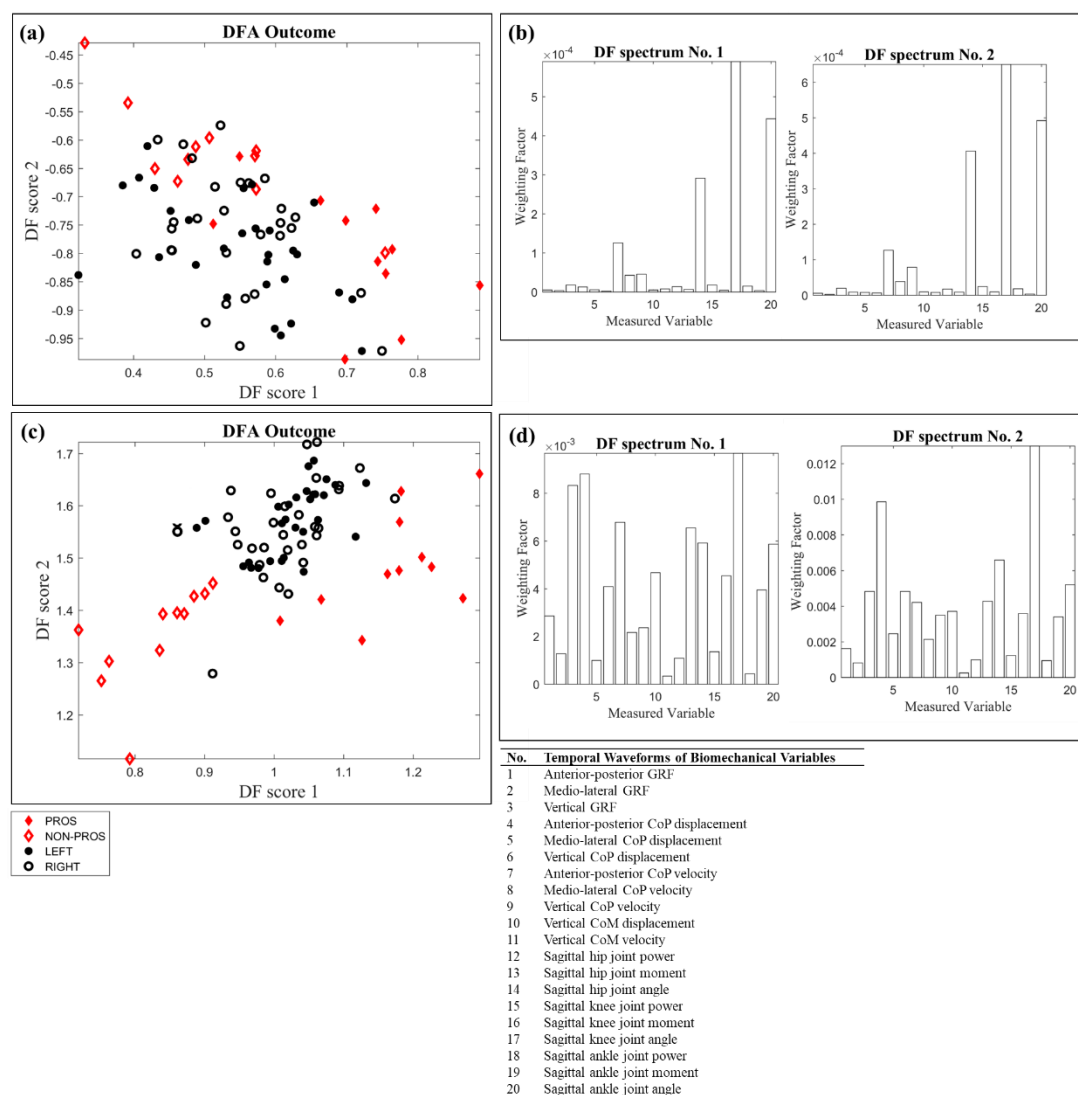 (a)
DFA Outcome
-0.45
-0.5
-0.55
-0.6
-0.65
-0.7
-0.75
-0.8
-0.85
-0.9
-0.95
DF score 2
0.4 0.5 0.6 0.7 0.8
DF score 1
(b)
DF spectrum No. 1
×10⁻⁴
5
4
3
2
1
0
Weighting Factor
5 10 15 20
Measured Variable
DF spectrum No. 2
×10⁻⁴
6
5
4
3
2
1
0
Weighting Factor
5 10 15 20
Measured Variable
(c)
DFA Outcome
1.7
1.6
1.5
1.4
1.3
1.2
DF score 2
0.8 0.9 1 1.1 1.2
DF score 1
PROS
NON-PROS
LEFT
RIGHT
(d)
DF spectrum No. 1
×10⁻³
8
6
4
2
0
Weighting Factor
5 10 15 20
Measured Variable
DF spectrum No. 2
0.012
0.01
0.008
0.006
0.004
0.002
0
Weighting Factor
5 10 15 20
Measured Variable
No. Temporal Waveforms of Biomechanical Variables
1 Anterior-posterior GRF
2 Medio-lateral GRF
3 Vertical GRF
4 Anterior-posterior CoP displacement
5 Medio-lateral CoP displacement
6 Vertical CoP displacement
7 Anterior-posterior CoP velocity
8 Medio-lateral CoP velocity
9 Vertical CoP velocity
10 Vertical CoM displacement
11 Vertical CoM velocity
12 Sagittal hip joint power
13 Sagittal hip joint moment
14 Sagittal hip joint angle
15 Sagittal knee joint power
16 Sagittal knee joint moment
17 Sagittal knee joint angle
18 Sagittal ankle joint power
19 Sagittal ankle joint moment
20 Sagittal ankle joint angle